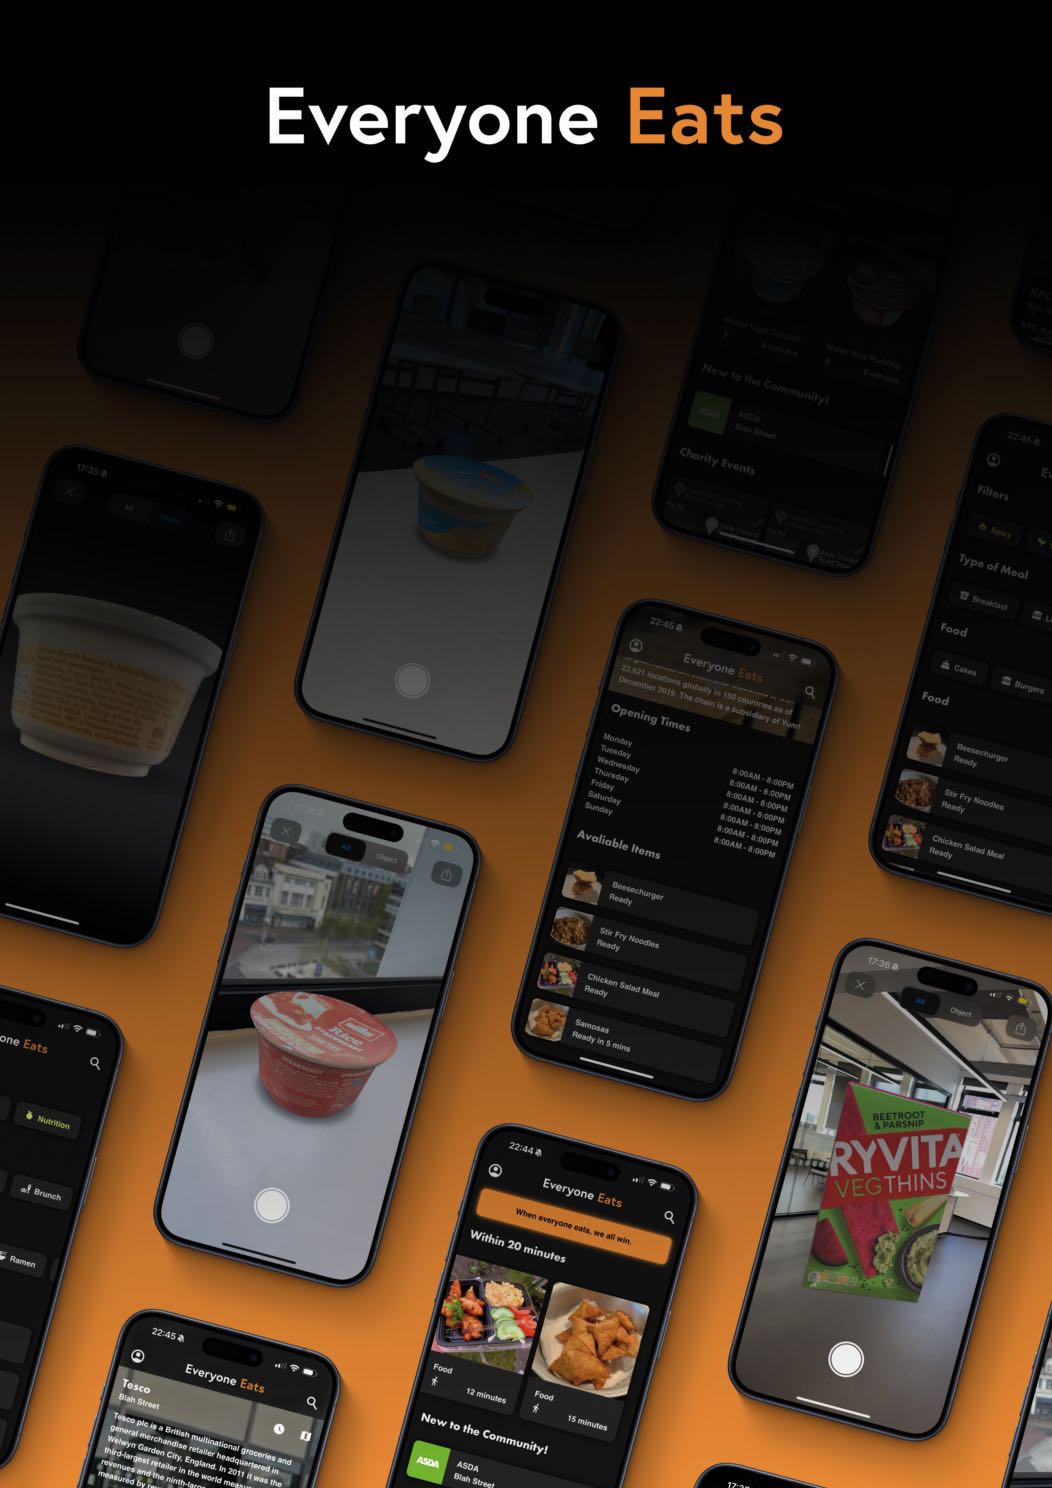 Everyone Eats
Muller Light Custard
5 minutes
Muller Rice Pudding
5 minutes
New to the Community!
ASDA
ASDA
Blah Street
Charity Events
KFC
22:45
Filters
Spicy
Type of Meal
Breakfast
Food
Cakes
Burgers
Food
Beesechurger
Ready
Stir Fry Noodles
Ready
Chicken Salad Meal
Ready
17:35
AR
Object
22:45
Everyone Eats
22,621 locations globally in 150 countries as of
December 2019. The chain is a subsidiary of Yum!
Opening Times
Monday
Tuesday
Wednesday
Thursday
Friday
Saturday
Sunday
8:00AM - 8:00PM
8:00AM - 8:00PM
8:00AM - 8:00PM
8:00AM - 8:00PM
8:00AM - 8:00PM
8:00AM - 8:00PM
8:00AM - 8:00PM
Avaliable Items
Beesechurger
Ready
Stir Fry Noodles
Ready
Chicken Salad Meal
Ready
Samosas
Ready in 5 mins
AR
Object
Rice
STRAWBERRY
Eats
Nutrition
Brunch
Ramen
17:36
AR
Object
BEETROOT
& PARSNIP
RYVITA
VEGTHINS
22:44
Everyone Eats
When everyone eats, we all win.
Within 20 minutes
Food
12 minutes
Food
15 minutes
New to the Community!
ASDA
ASDA
Blah Street
22:45
Everyone Eats
Tesco
Blah Street
Tesco plc is a British multinational groceries and
general merchandise retailer headquartered in
Welwyn Garden City, England. In 2011 it was the
third-largest retailer in the world
revenues and the
measured by